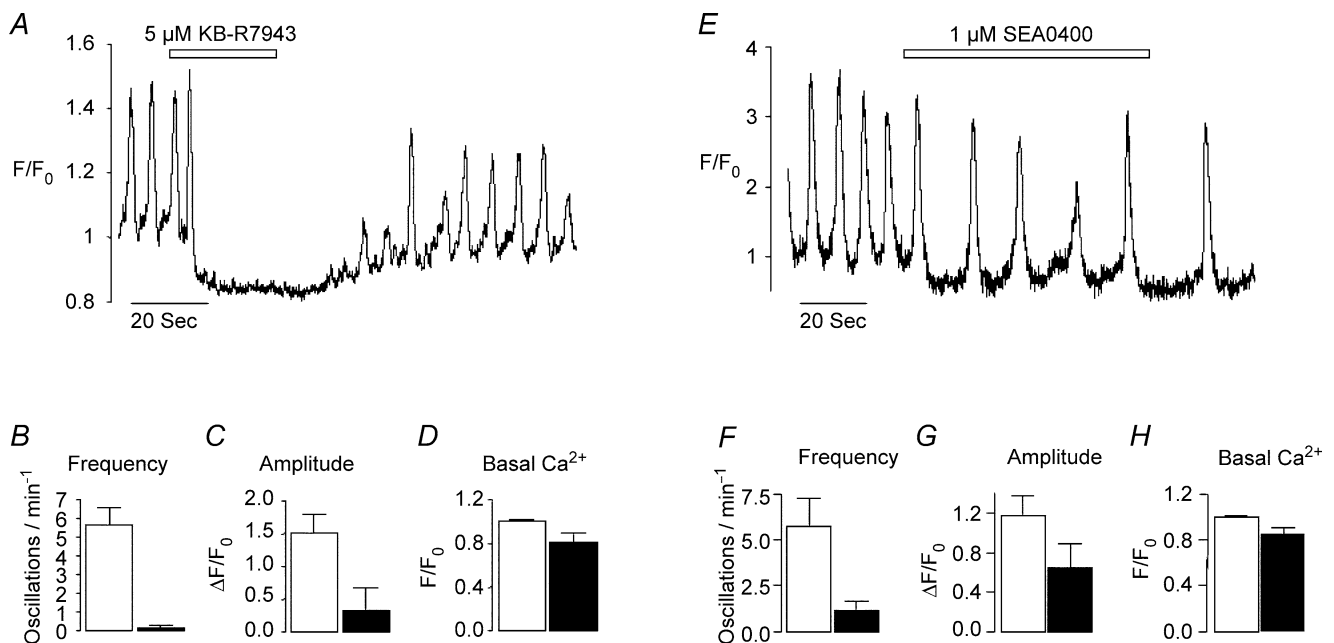 A
5 µM KB-R7943
1.6
1.4
1.2
F/F0
1
0.8
20 Sec
E
1 µM SEA0400
4
3
F/F0
2
1
20 Sec
B
Frequency
Oscillations / min−1
7
6
5
4
3
2
1
0
C
Amplitude
ΔF/F0
2.0
1.5
1.0
0.5
0.0
D
Basal Ca2+
F/F0
1.2
0.8
0.4
0.0
F
Frequency
Oscillations / min−1
7.5
5.0
2.5
0.0
G
Amplitude
ΔF/F0
1.2
0.8
0.4
0.0
H
Basal Ca2+
F/F0
1.2
0.8
0.4
0.0